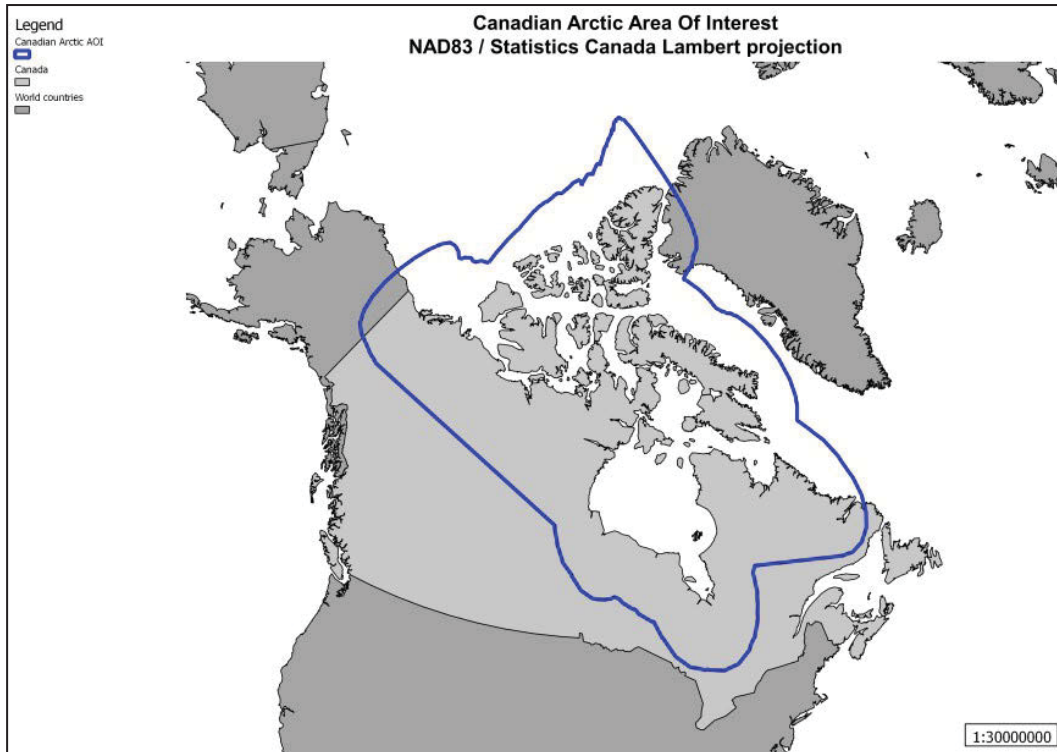 Canadian Arctic Area Of Interest
NAD83 / Statistics Canada Lambert projection
Legend
Canadian Arctic AOI
Canada
World countries
1:30000000